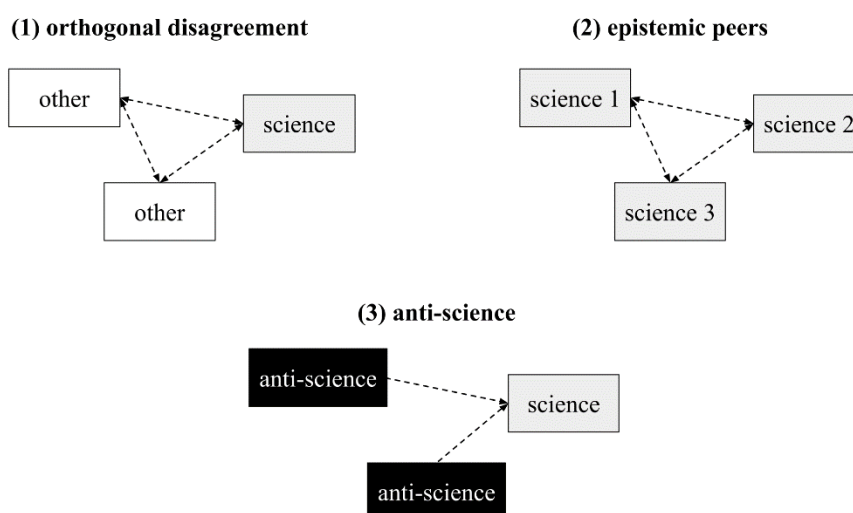 (1) orthogonal disagreement
other
science
other
(2) epistemic peers
science 1
science 2
science 3
(3) anti-science
anti-science
science
anti-science